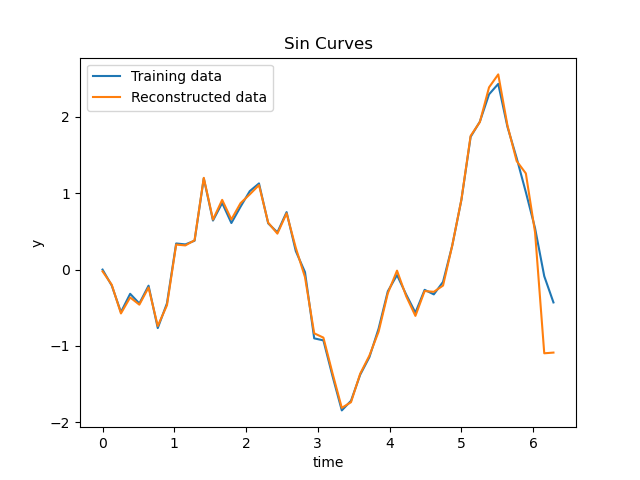 Sin Curves
Training data
Reconstructed data
2
1
0
−1
−2
y
0 1 2 3 4 5 6
time